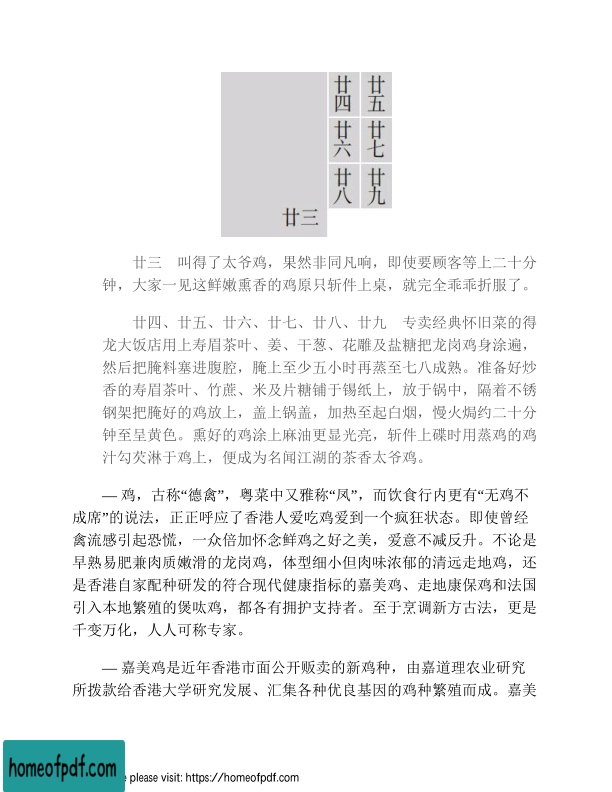 廿四 廿五
廿六 廿七
廿八 廿九
廿三
廿三　叫得了太爷鸡，果然非同凡响，即使要顾客等上二十分
钟，大家一见这鲜嫩熏香的鸡原只斩件上桌，就完全乖乖折服了。
廿四、廿五、廿六、廿七、廿八、廿九　专卖经典怀旧菜的得
龙大饭店用上寿眉茶叶、姜、干葱、花雕及盐糖把龙岗鸡身涂遍，
然后把腌料塞进腹腔，腌上至少五小时再蒸至七八成熟。准备好炒
香的寿眉茶叶、竹蔗、米及片糖铺于锡纸上，放于锅中，隔着不锈
钢架把腌好的鸡放上，盖上锅盖，加热至起白烟，慢火焗约二十分
钟至呈黄色。熏好的鸡涂上麻油更显光亮，斩件上碟时用蒸鸡的鸡
汁勾芡淋于鸡上，便成为名闻江湖的茶香太爷鸡。
— 鸡，古称“德禽”，粤菜中又雅称“凤”，而饮食行内更有“无鸡不
成席”的说法，正正呼应了香港人爱吃鸡爱到一个疯狂状态。即使曾经
禽流感引起恐慌，一众倍加怀念鲜鸡之好之美，爱意不减反升。不论是
早熟易肥兼肉质嫩滑的龙岗鸡，体型细小但肉味浓郁的清远走地鸡，还
是香港自家配种研发的符合现代健康指标的嘉美鸡、走地康保鸡和法国
引入本地繁殖的煲呔鸡，都各有拥护支持者。至于烹调新方古法，更是
千变万化，人人可称专家。
— 嘉美鸡是近年香港市面公开贩卖的新鸡种，由嘉道理农业研究
所拨款给香港大学研究发展、汇集各种优良基因的鸡种繁殖而成。嘉美
homeofpdf.com
e please visit: https://homeofpdf.com